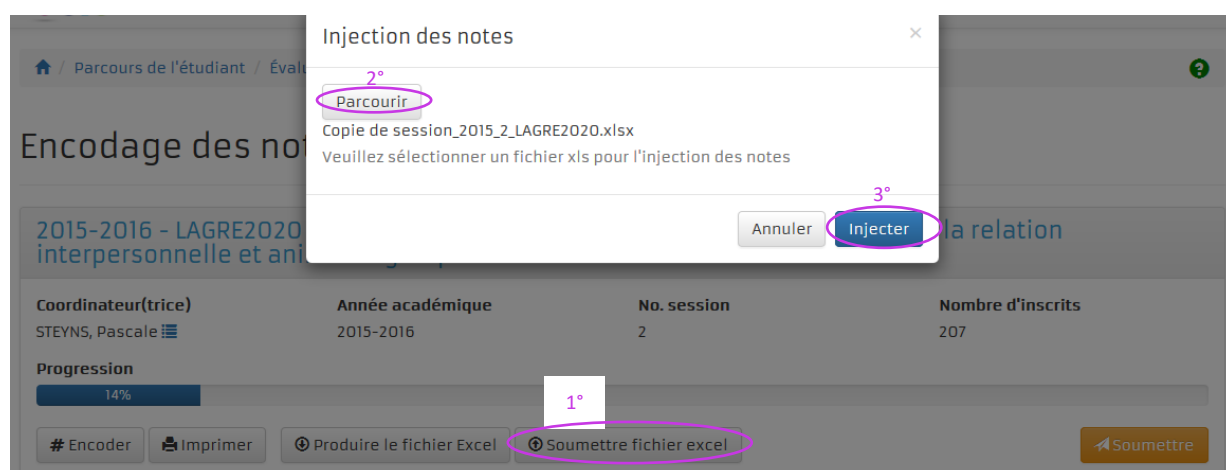 Injection des notes
×
/ Parcours de l'étudiant / Éval
2°
Parcourir
Copie de session_2015_2_LAGRE2020.xlsx
Encodage des not
Veuillez sélectionner un fichier xls pour l'injection des notes
3°
Annuler Injecter
2015-2016 - LAGRE2020 la relation
interpersonnelle et ani
Coordinateur(trice) Année académique No. session Nombre d'inscrits
STEYNS, Pascale 2015-2016 2 207
Progression
14%
1°
# Encoder Imprimer Produire le fichier Excel Soumettre fichier excel Soumettre